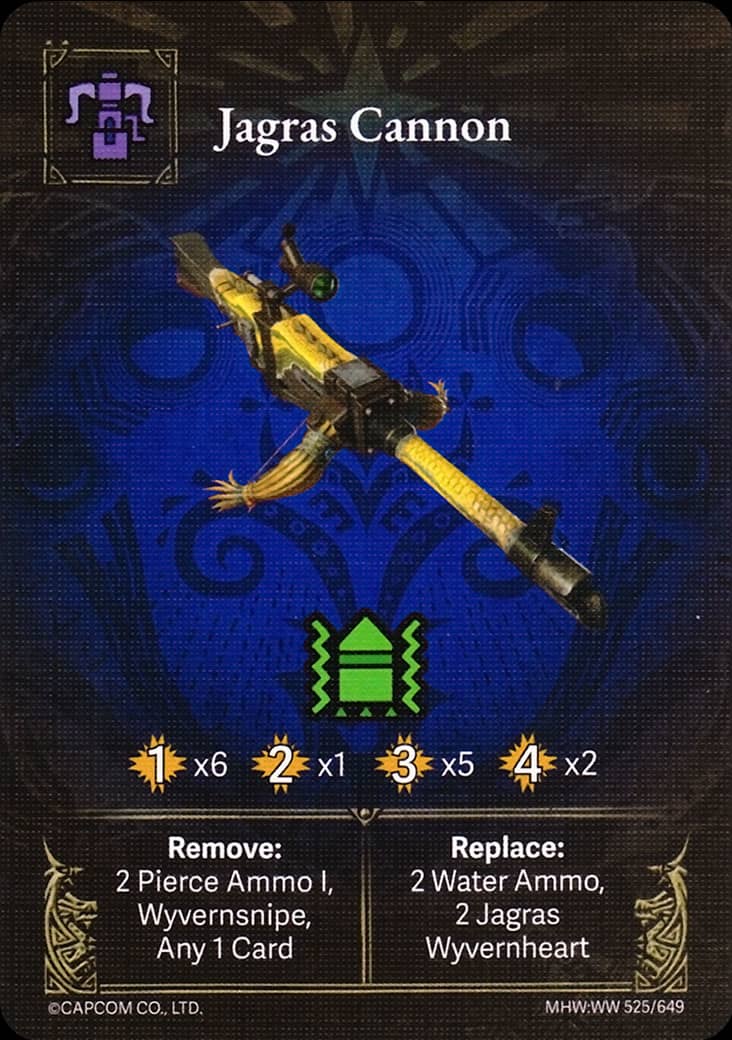 Jagras Cannon
1 x6 2 x1 3 x5 4 x2
Remove:
2 Pierce Ammo I,
Wyvernsnipe,
Any 1 Card
Replace:
2 Water Ammo,
2 Jagras
Wyvernheart
©CAPCOM CO., LTD.
MHW:WW 525/649